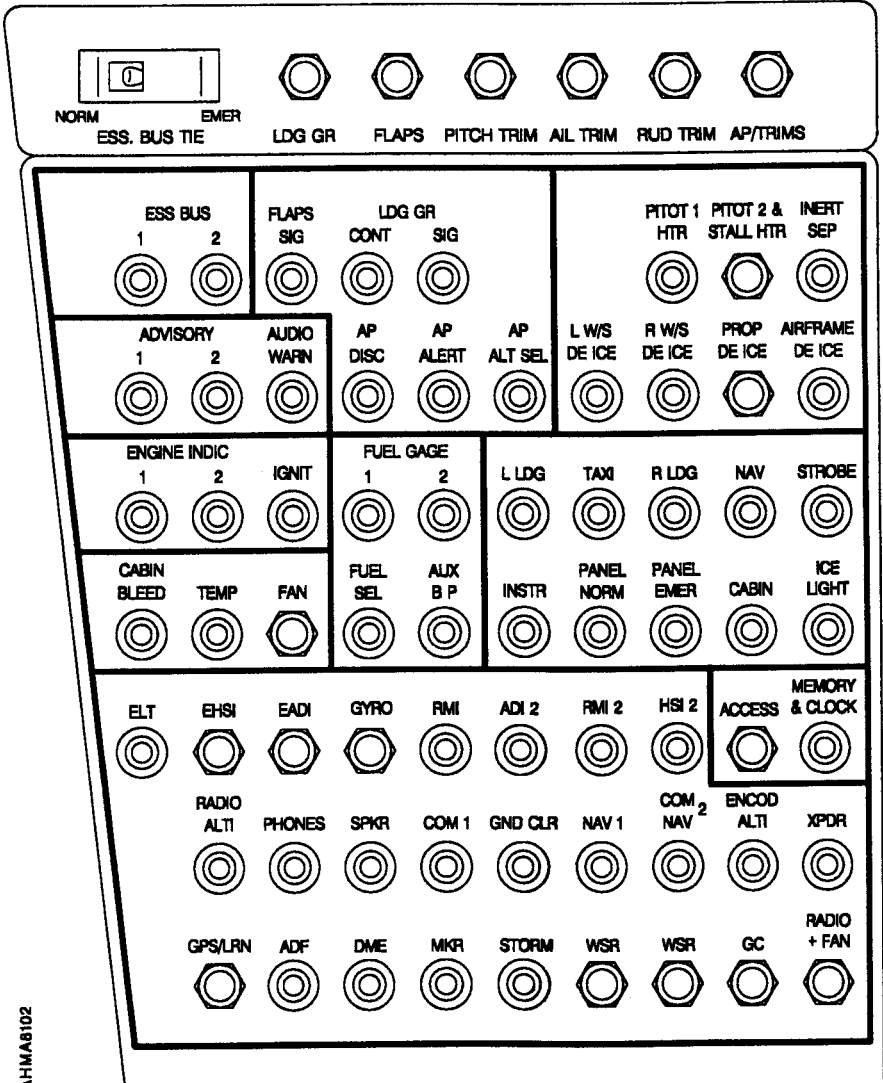 NORM EMER
ESS. BUS TIE LDG GR FLAPS PITCH TRIM AIL TRIM RUD TRIM AP/TRIMS
ESS BUS FLAPS LDG GR PITOT 1 PITOT 2 & INERT
1 2 SIG CONT SIG HTR STALL HTR SEP
ADVISORY AUDIO AP AP AP L W/S R W/S PROP AIRFRAME
1 2 WARN DISC ALERT ALT SEL DE ICE DE ICE DE ICE DE ICE
ENGINE INDIC FUEL GAGE
1 2 IGNIT 1 2 L LDG TAXI R LDG NAV STROBE
CABIN FUEL AUX PANEL PANEL ICE
BLEED TEMP FAN SEL B P INSTR NORM EMER CABIN LIGHT
MEMORY
ELT EHSI EADI GYRO RMI ADI 2 RMI 2 HSI 2 ACCESS & CLOCK
RADIO COM 2 ENCOD
ALTI PHONES SPKR COM 1 GND CLR NAV 1 NAV ALTI XPDR
RADIO
GPS/LRN ADF DME MKR STORM WSR WSR GC + FAN